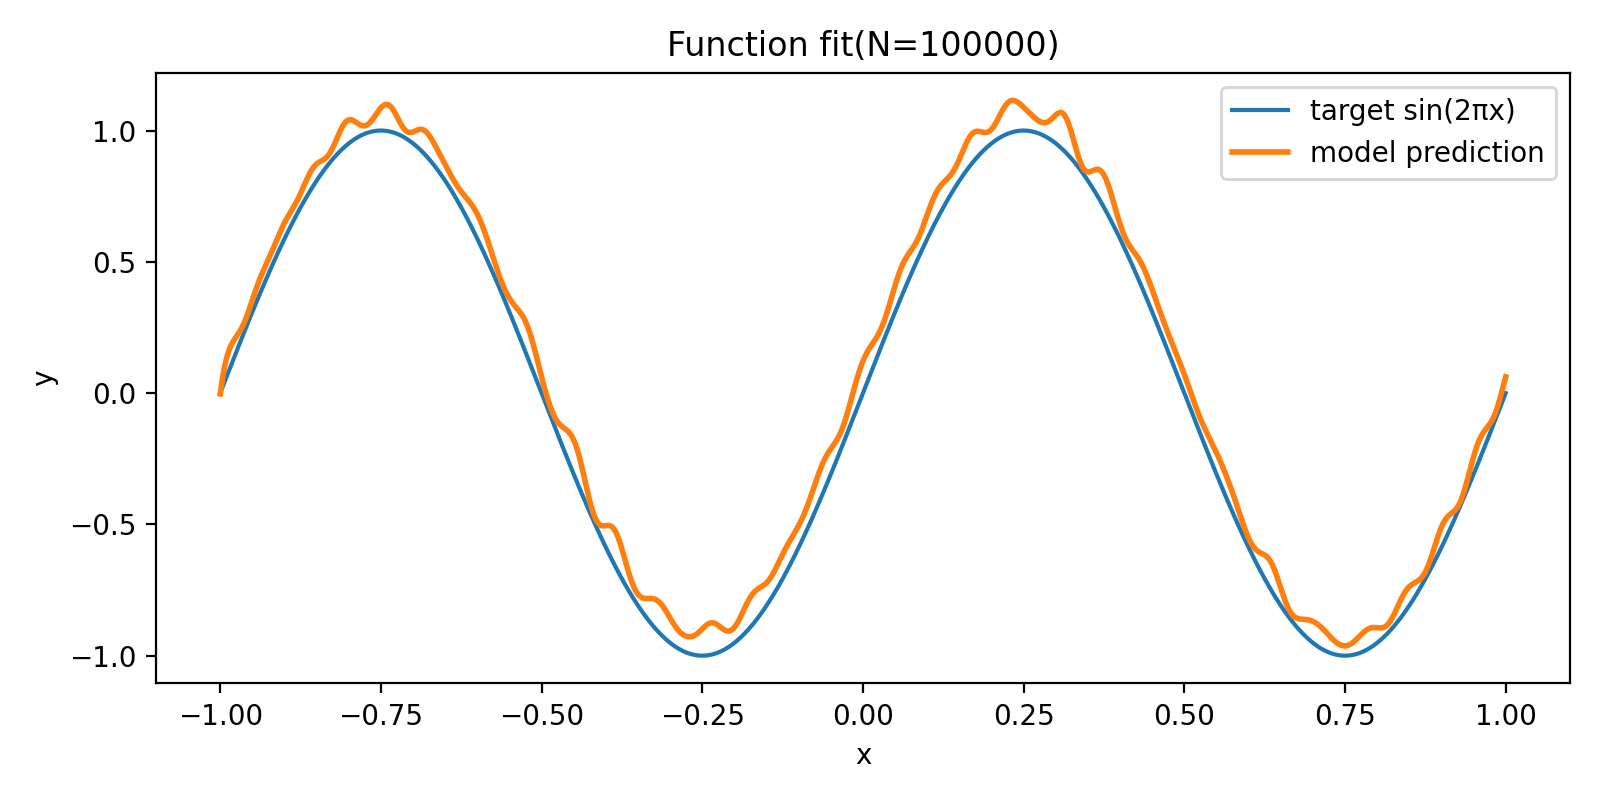 Function fit(N=100000)
target sin(2πx)
model prediction
1.0
0.5
0.0
−0.5
−1.0
y
−1.00 −0.75 −0.50 −0.25 0.00 0.25 0.50 0.75 1.00
x